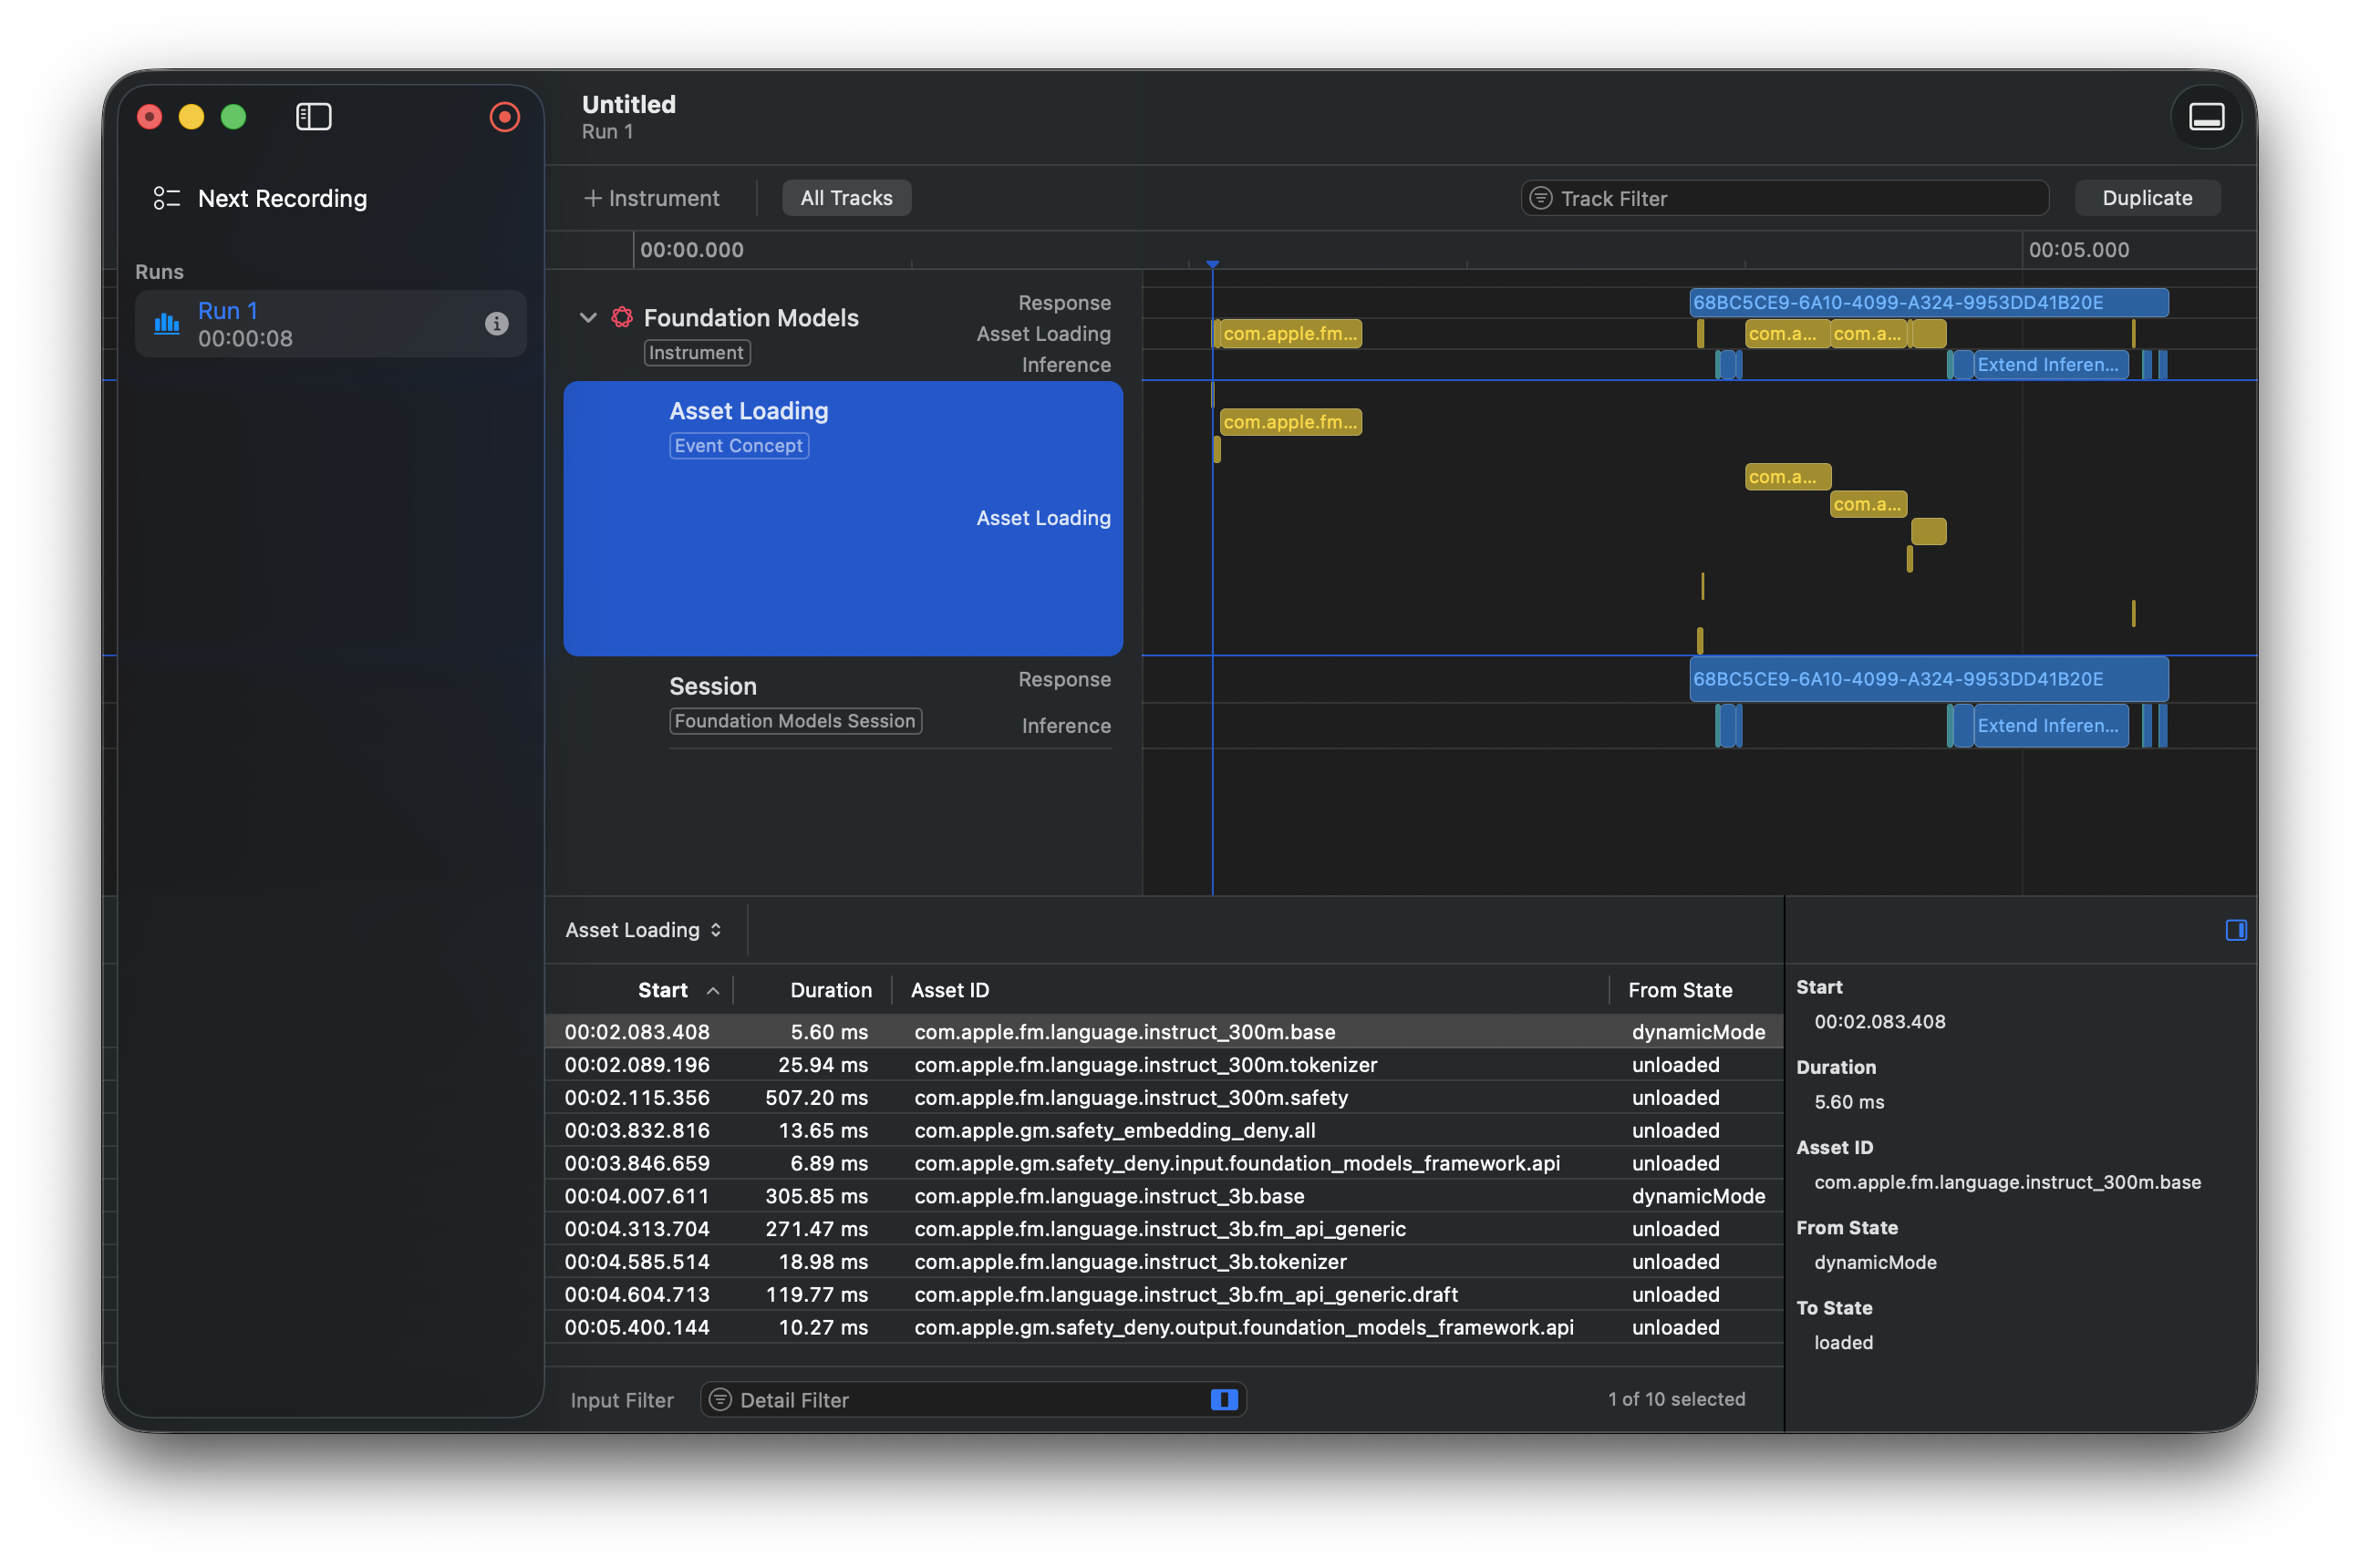 Untitled
Run 1
Next Recording
Runs
Run 1
00:00:08
+ Instrument
All Tracks
Track Filter
Duplicate
00:00.000
00:05.000
Foundation Models
Instrument
Response
Asset Loading
Inference
68BC5CE9-6A10-4099-A324-9953DD41B20E
com.apple.fm...
com.a...
com.a...
Extend Inferen...
Asset Loading
Event Concept
Asset Loading
com.apple.fm...
com.a...
com.a...
Session
Foundation Models Session
Response
Inference
68BC5CE9-6A10-4099-A324-9953DD41B20E
Extend Inferen...
Asset Loading
Start Duration Asset ID From State
00:02.083.408 5.60 ms com.apple.fm.language.instruct_300m.base dynamicMode
00:02.089.196 25.94 ms com.apple.fm.language.instruct_300m.tokenizer unloaded
00:02.115.356 507.20 ms com.apple.fm.language.instruct_300m.safety unloaded
00:03.832.816 13.65 ms com.apple.gm.safety_embedding_deny.all unloaded
00:03.846.659 6.89 ms com.apple.gm.safety_deny.input.foundation_models_framework.api unloaded
00:04.007.611 305.85 ms com.apple.fm.language.instruct_3b.base dynamicMode
00:04.313.704 271.47 ms com.apple.fm.language.instruct_3b.fm_api_generic unloaded
00:04.585.514 18.98 ms com.apple.fm.language.instruct_3b.tokenizer unloaded
00:04.604.713 119.77 ms com.apple.fm.language.instruct_3b.fm_api_generic.draft unloaded
00:05.400.144 10.27 ms com.apple.gm.safety_deny.output.foundation_models_framework.api unloaded
Input Filter
Detail Filter
1 of 10 selected
Start
00:02.083.408
Duration
5.60 ms
Asset ID
com.apple.fm.language.instruct_300m.base
From State
dynamicMode
To State
loaded